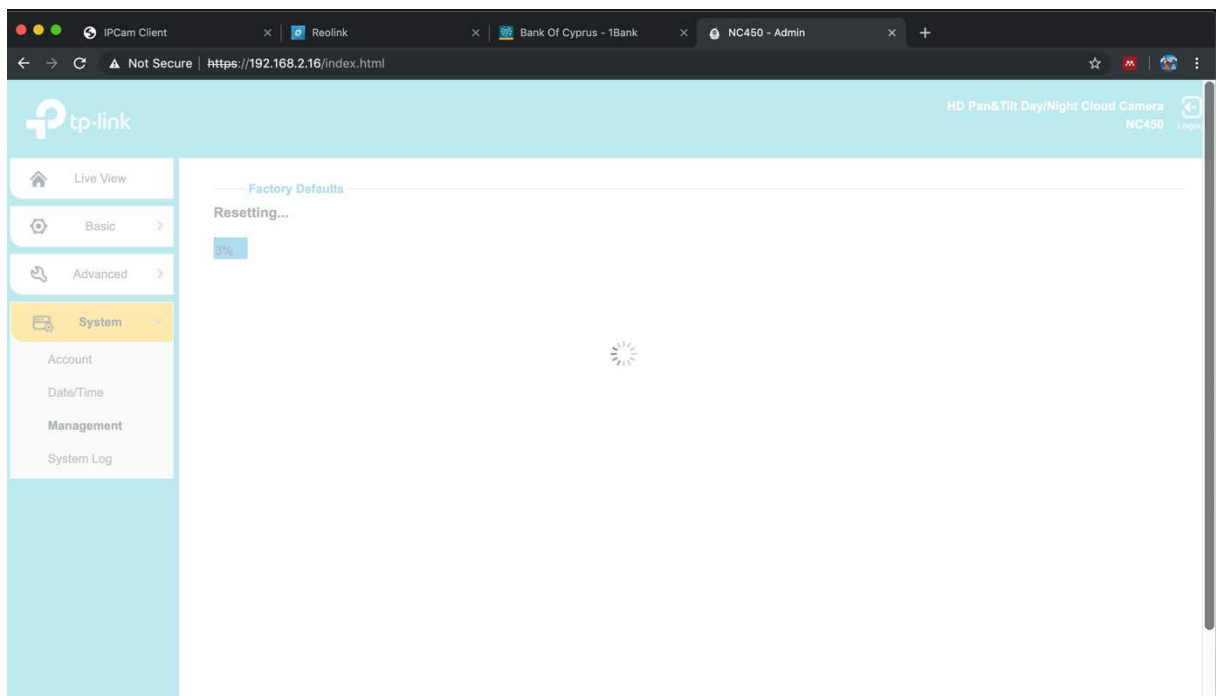 IPCam Client
Reolink
Bank Of Cyprus - 1Bank
NC450 - Admin
Not Secure | https://192.168.2.16/index.html
tp-link
HD Pan&Tilt Day/Night Cloud Camera
NC450
Logout
Live View
Basic
Advanced
System
Account
Date/Time
Management
System Log
Factory Defaults
Resetting...
3%